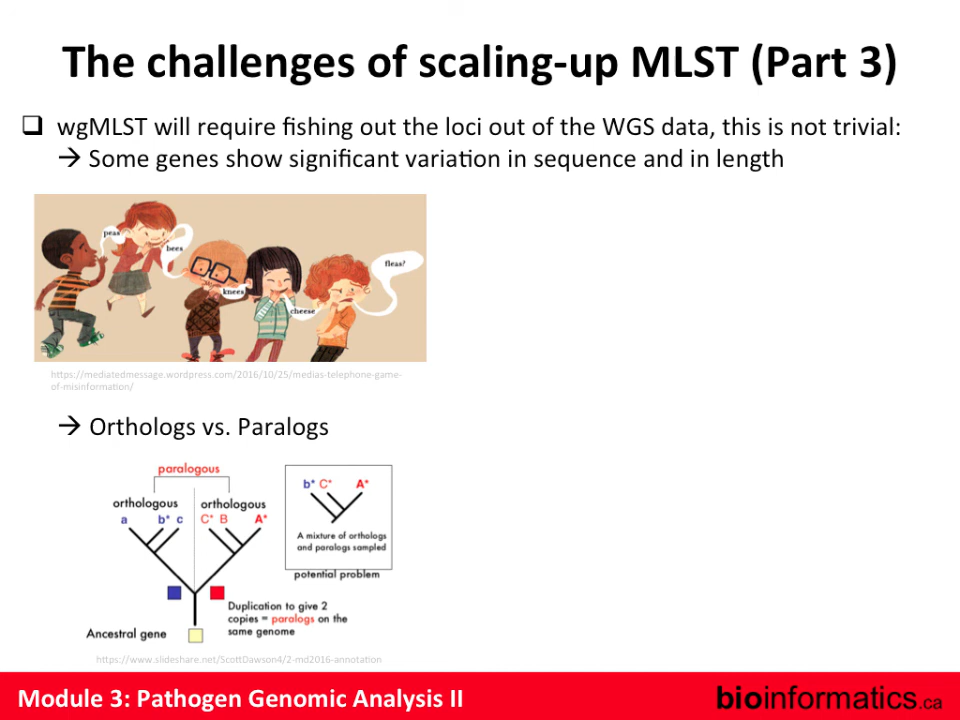 The challenges of scaling-up MLST (Part 3)
❑ wgMLST will require fishing out the loci out of the WGS data, this is not trivial:
→ Some genes show significant variation in sequence and in length
peas
bees
knees
cheese
fleas?
https://mediatedmessage.wordpress.com/2016/10/25/medias-telephone-game-
of-misinformation/
→ Orthologs vs. Paralogs
paralogous
orthologous orthologous
a b* c C* B A*
b* C* A*
A mixture of orthologs
and paralogs sampled
potential problem
Duplication to give 2
copies = paralogs on the
same genome
Ancestral gene
https://www.slideshare.net/ScottDawson4/2-md2016-annotation
Module 3: Pathogen Genomic Analysis II
bioinformatics.ca